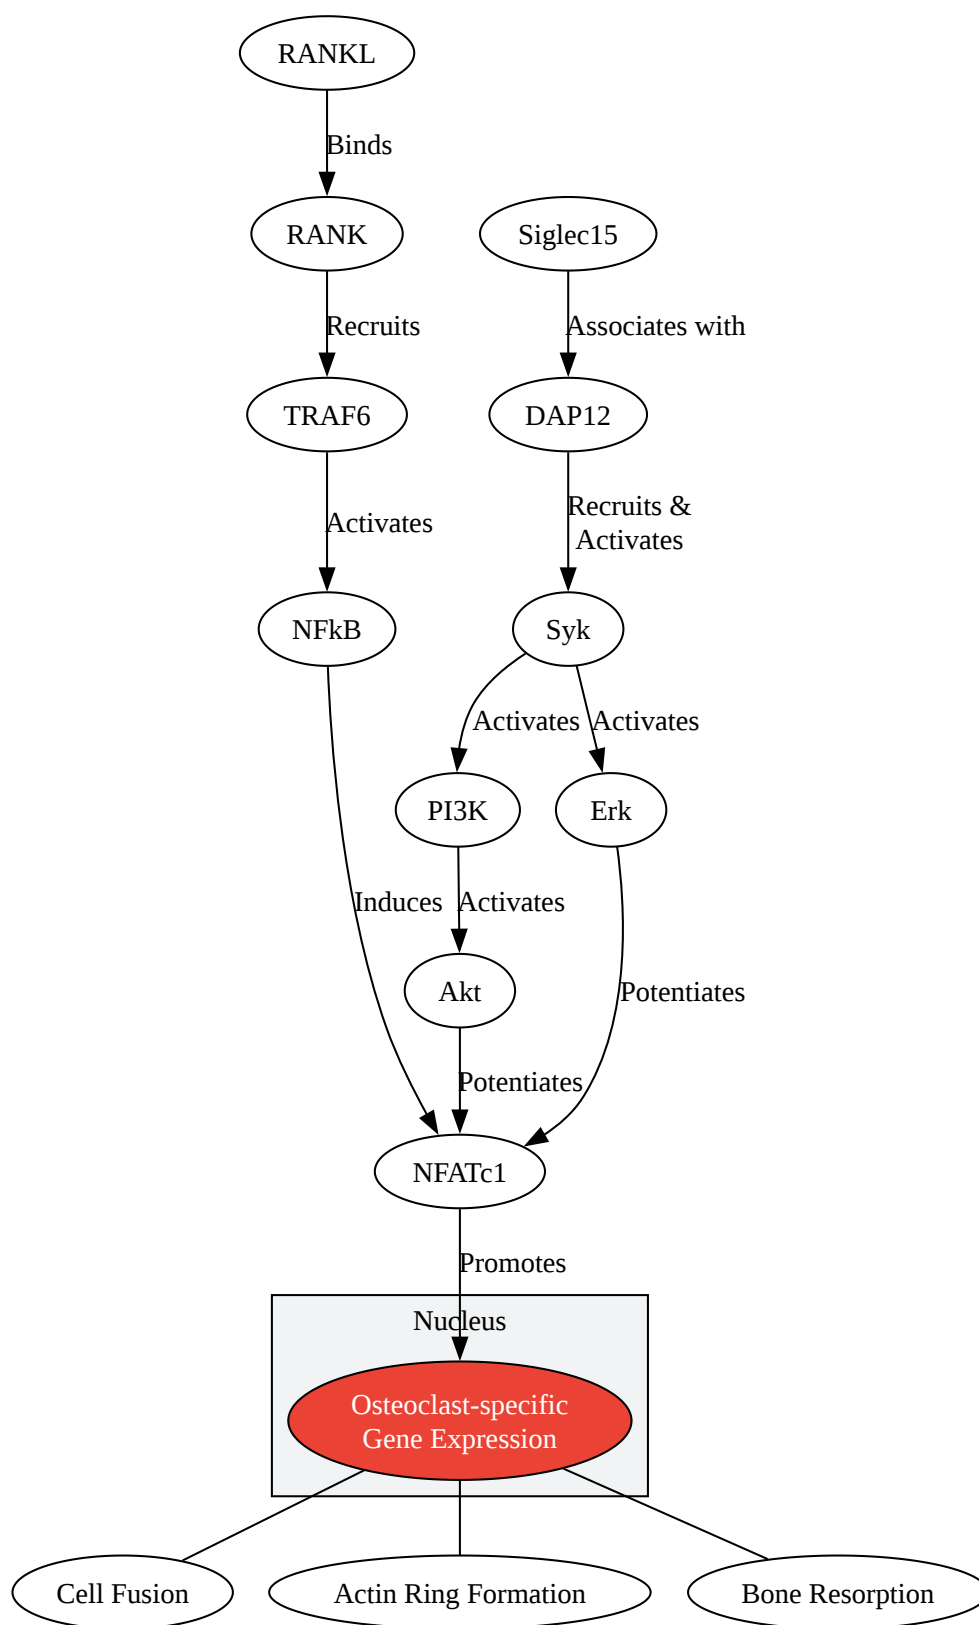 RANKL
Binds
RANK
Siglec15
Recruits
Associates with
TRAF6
DAP12
Activates
Recruits &
Activates
NFkB
Syk
Activates
Activates
PI3K
Erk
Induces
Activates
Akt
Potentiates
Potentiates
NFATc1
Promotes
Nucleus
Osteoclast-specific
Gene Expression
Cell Fusion
Actin Ring Formation
Bone Resorption